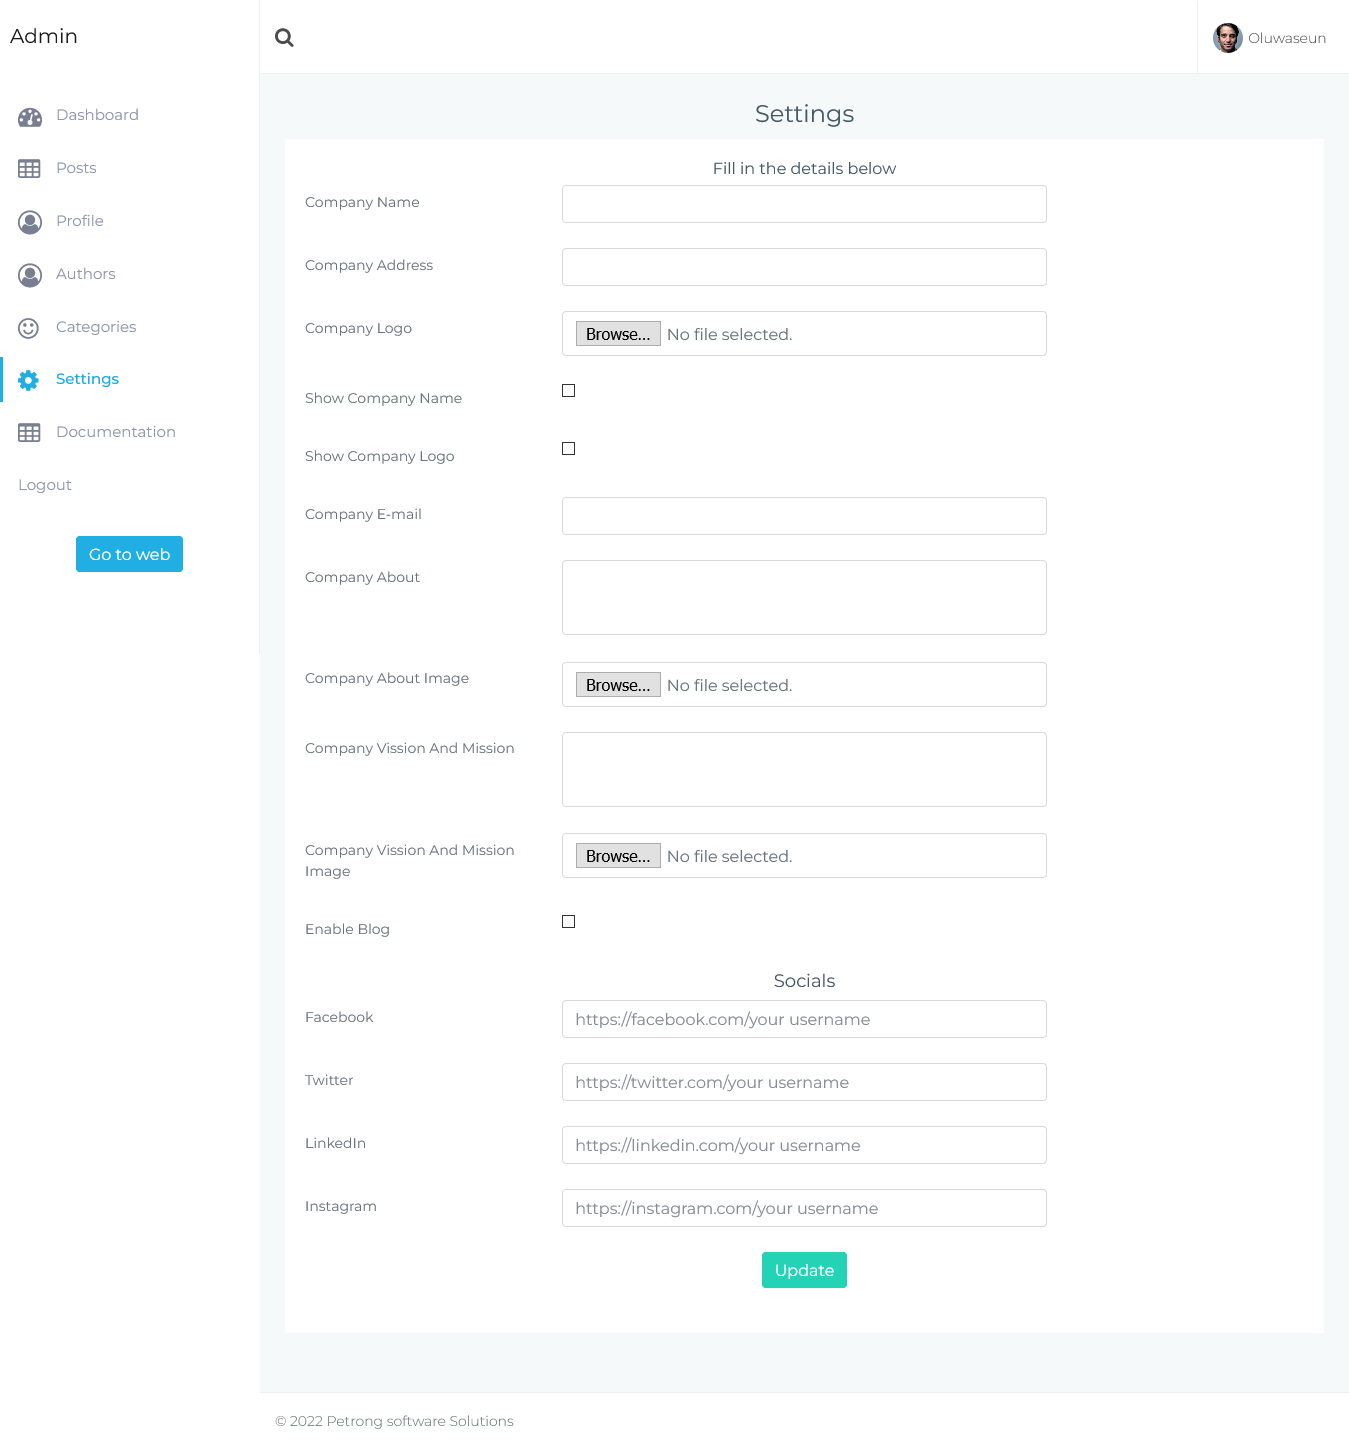 Admin
Oluwaseun
Dashboard
Posts
Profile
Authors
Categories
Settings
Documentation
Logout
Go to web
Settings
Fill in the details below
Company Name
Company Address
Company Logo
Browse... No file selected.
Show Company Name
Show Company Logo
Company E-mail
Company About
Company About Image
Browse... No file selected.
Company Vission And Mission
Company Vission And Mission
Image
Browse... No file selected.
Enable Blog
Socials
Facebook
https://facebook.com/your username
Twitter
https://twitter.com/your username
LinkedIn
https://linkedin.com/your username
Instagram
https://instagram.com/your username
Update
© 2022 Petrong software Solutions